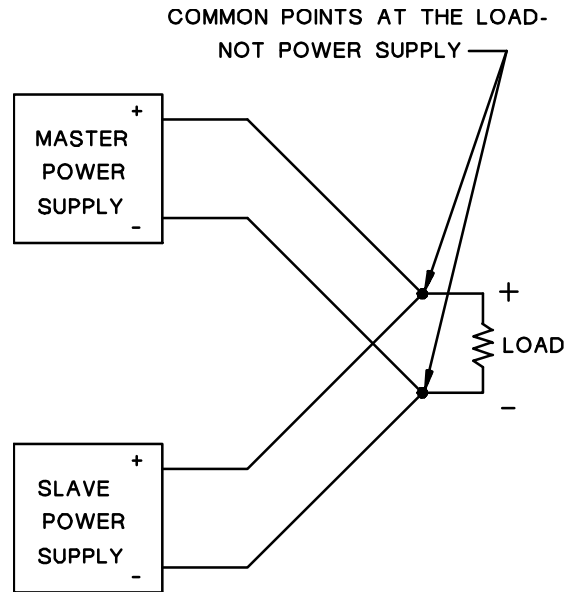 COMMON POINTS AT THE LOAD-
NOT POWER SUPPLY
+
MASTER
POWER
SUPPLY
-
+
LOAD
-
+
SLAVE
POWER
SUPPLY
-